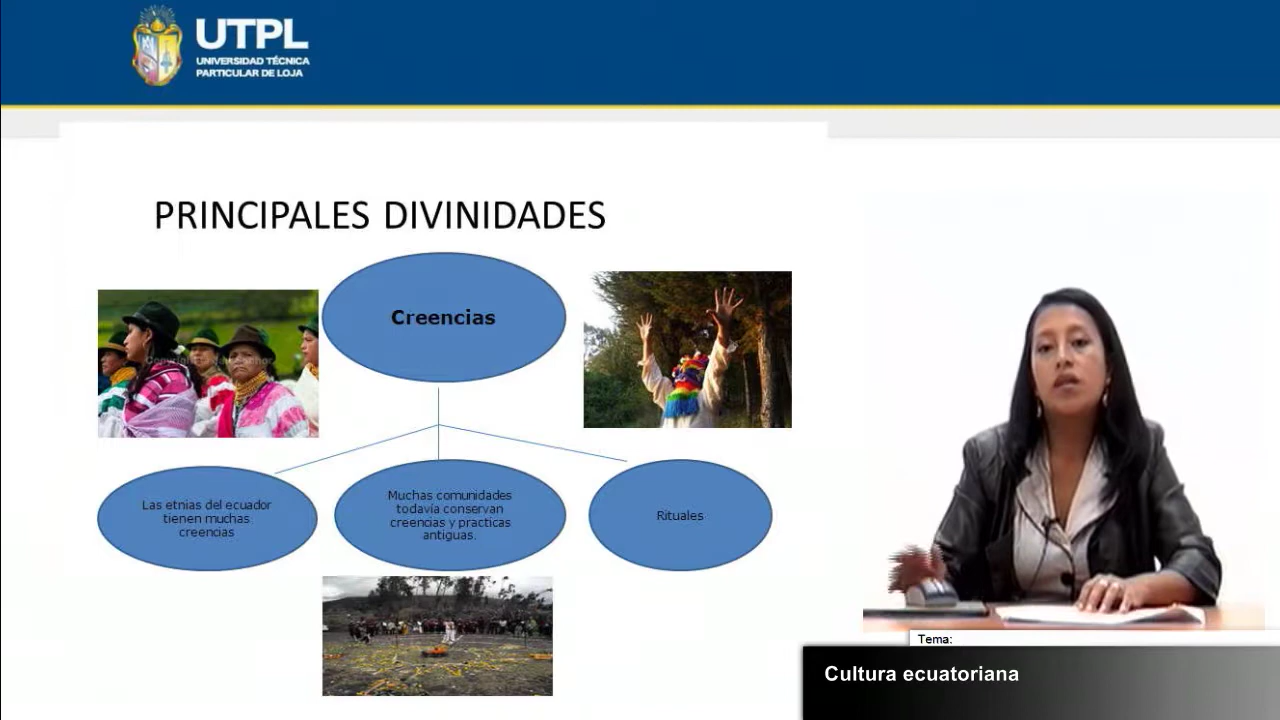 UTPL
UNIVERSIDAD TÉCNICA
PARTICULAR DE LOJA
PRINCIPALES DIVINIDADES
Creencias
Las etnias del ecuador
tienen muchas
creencias
Muchas comunidades
todavía conservan
creencias y practicas
antiguas.
Rituales
Tema:
Cultura ecuatoriana